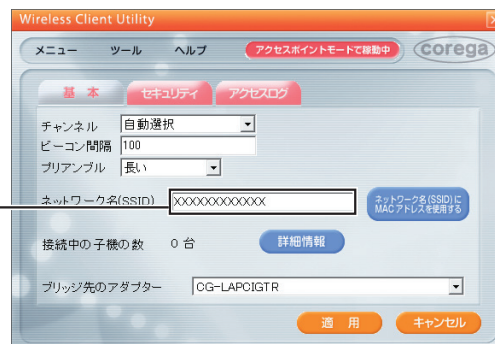 Wireless Client Utility
メニュー ツール ヘルプ アクセスポイントモードで稼動中 corega
基 本 セキュリティ アクセスログ
チャンネル 自動選択
ビーコン間隔 100
プリアンブル 長い
ネットワーク名(SSID) XXXXXXXXXXXX ネットワーク名(SSID)に
MACアドレスを使用する
接続中の子機の数 0 台 詳細情報
ブリッジ先のアダプター CG-LAPCIGTR
適 用 キャンセル